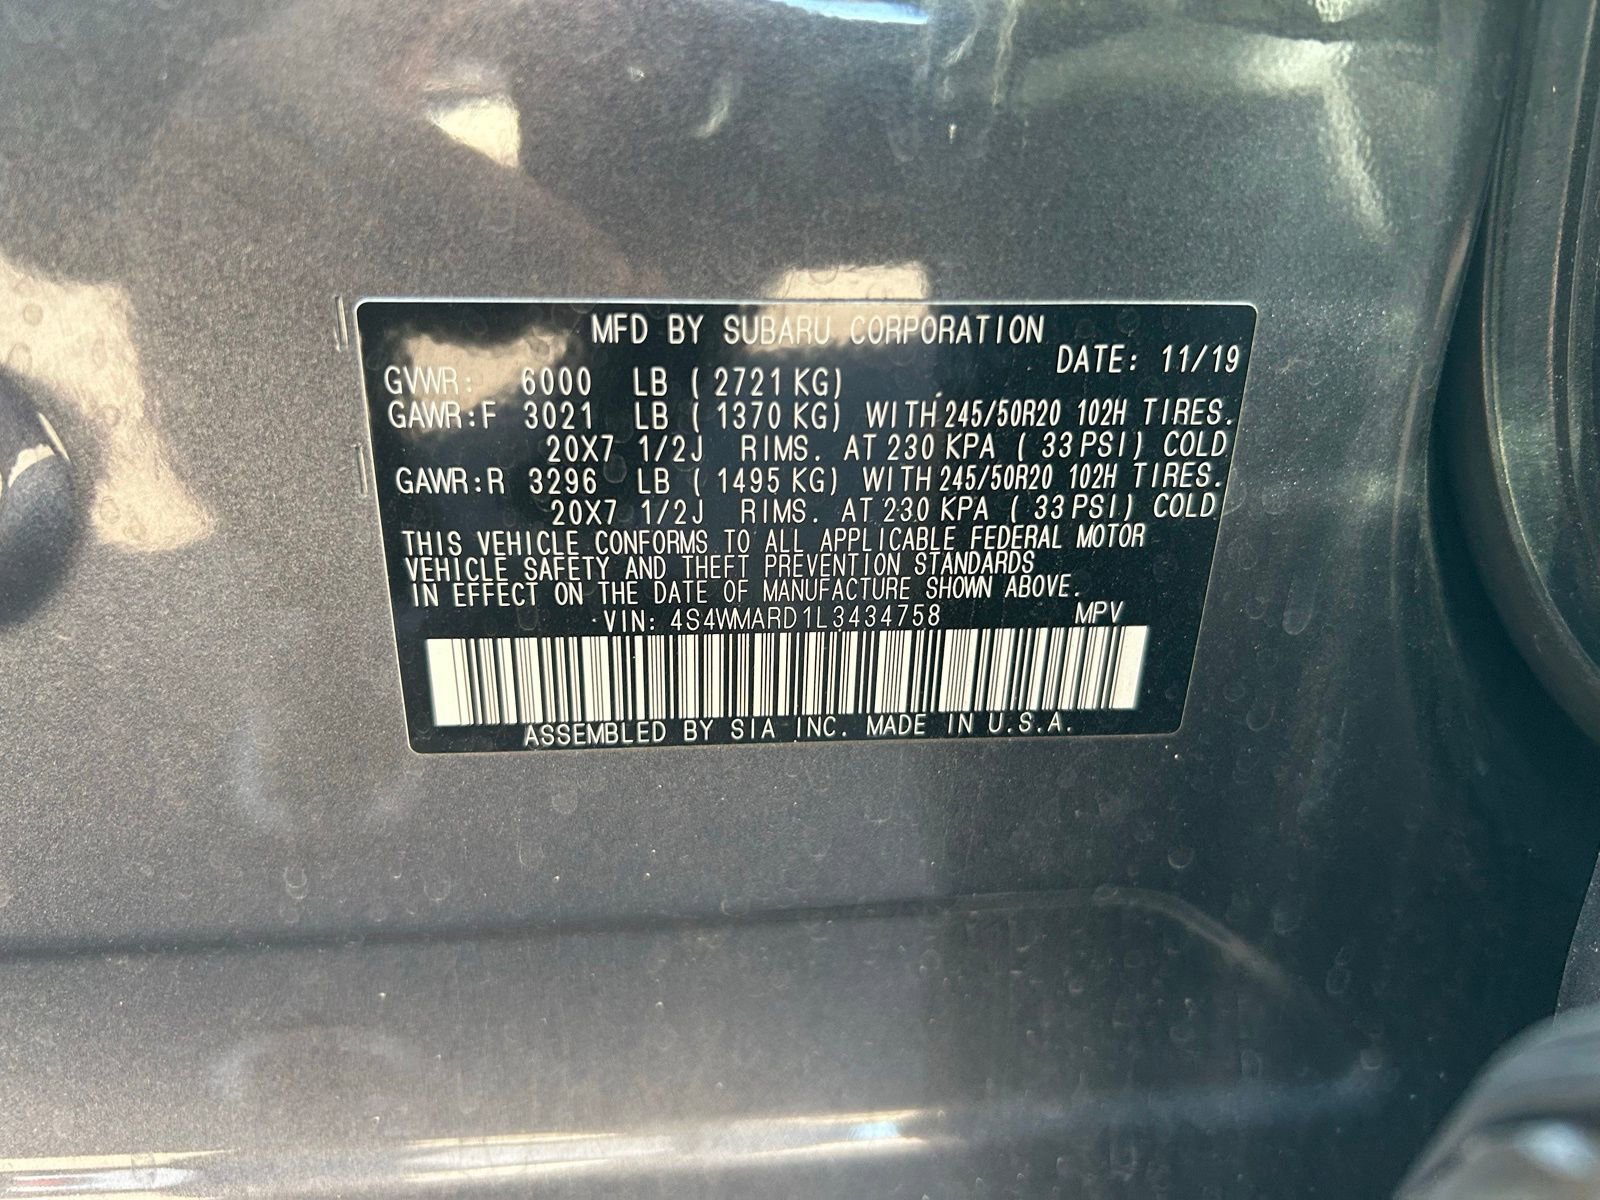 MFD BY SUBARU CORPORATION
DATE: 11/19
GVWR: 6000 LB ( 2721 KG)
GAWR:F 3021 LB ( 1370 KG) WITH 245/50R20 102H TIRES.
20X7 1/2J RIMS. AT 230 KPA ( 33 PSI) COLD
GAWR:R 3296 LB ( 1495 KG) WITH 245/50R20 102H TIRES.
20X7 1/2J RIMS. AT 230 KPA ( 33 PSI) COLD
THIS VEHICLE CONFORMS TO ALL APPLICABLE FEDERAL MOTOR
VEHICLE SAFETY AND THEFT PREVENTION STANDARDS
IN EFFECT ON THE DATE OF MANUFACTURE SHOWN ABOVE.
VIN: 4S4WMARD1L3434758 MPV
ASSEMBLED BY SIA INC. MADE IN U.S.A.